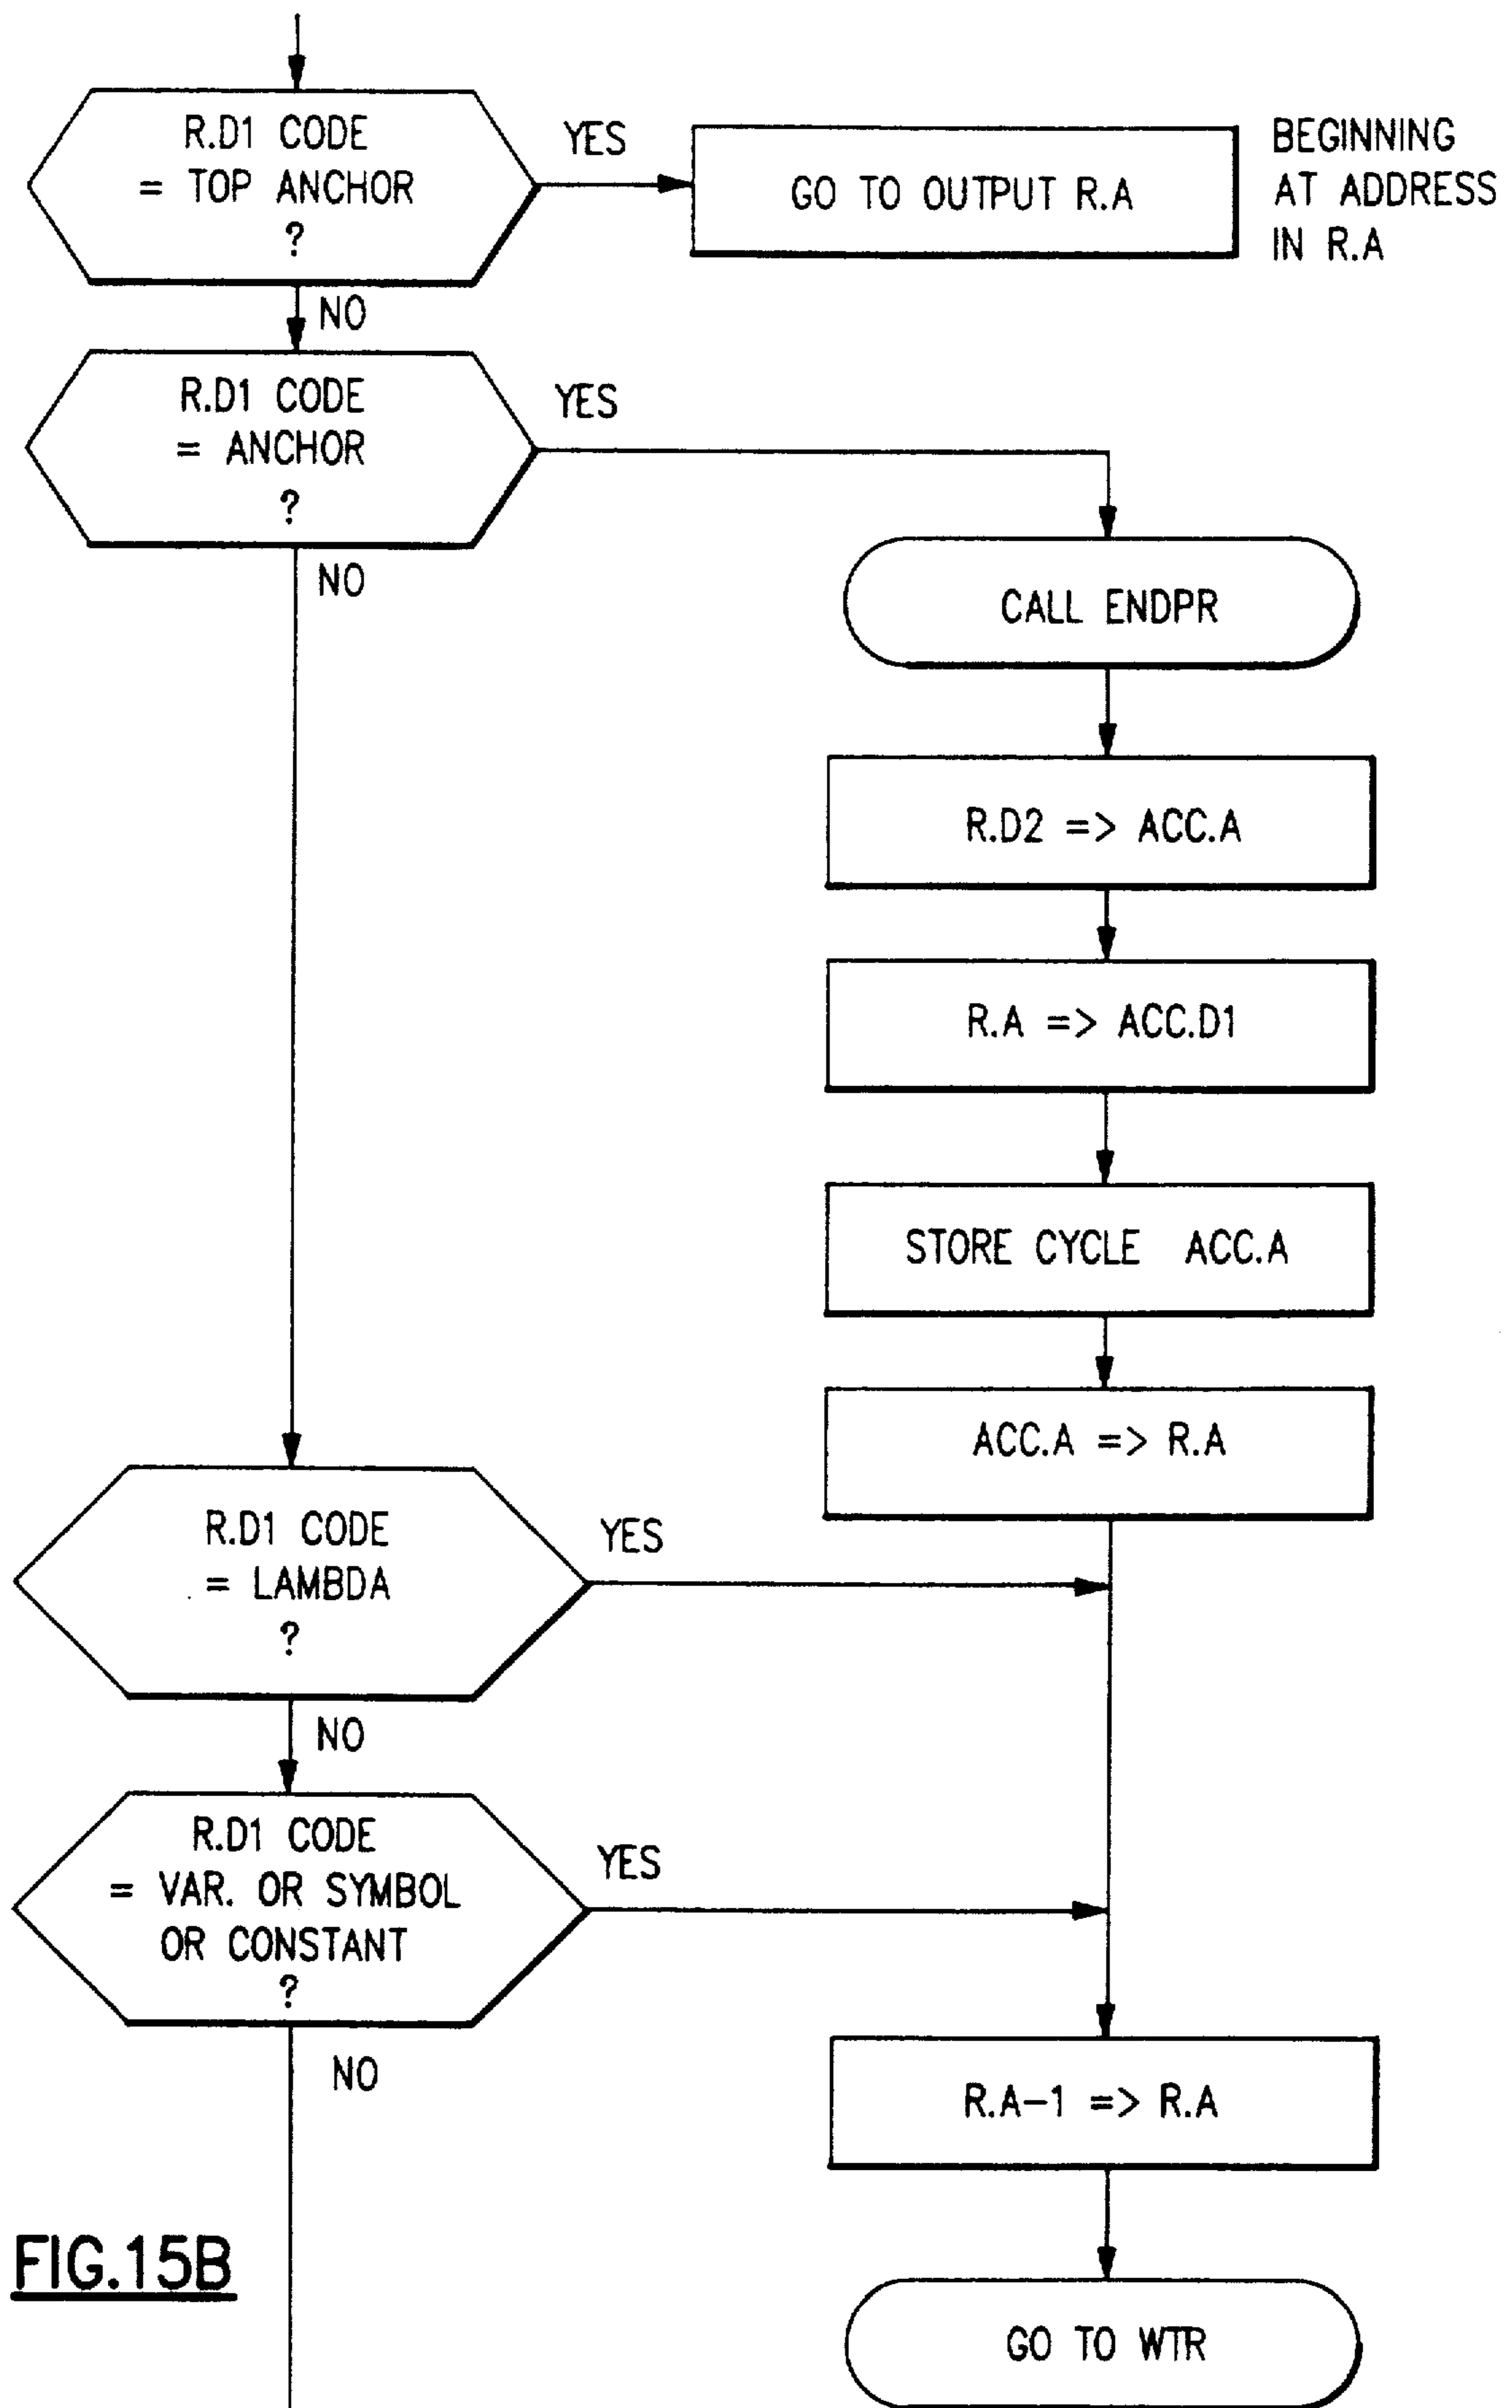 R.D1 CODE
= TOP ANCHOR
?
YES
GO TO OUTPUT R.A
BEGINNING
AT ADDRESS
IN R.A
NO
R.D1 CODE
= ANCHOR
?
YES
NO
CALL ENDPR
R.D2 => ACC.A
R.A => ACC.D1
STORE CYCLE ACC.A
ACC.A => R.A
R.D1 CODE
= LAMBDA
?
YES
NO
R.D1 CODE
= VAR. OR SYMBOL
OR CONSTANT
?
YES
NO
R.A-1 => R.A
GO TO WTR
FIG.15B